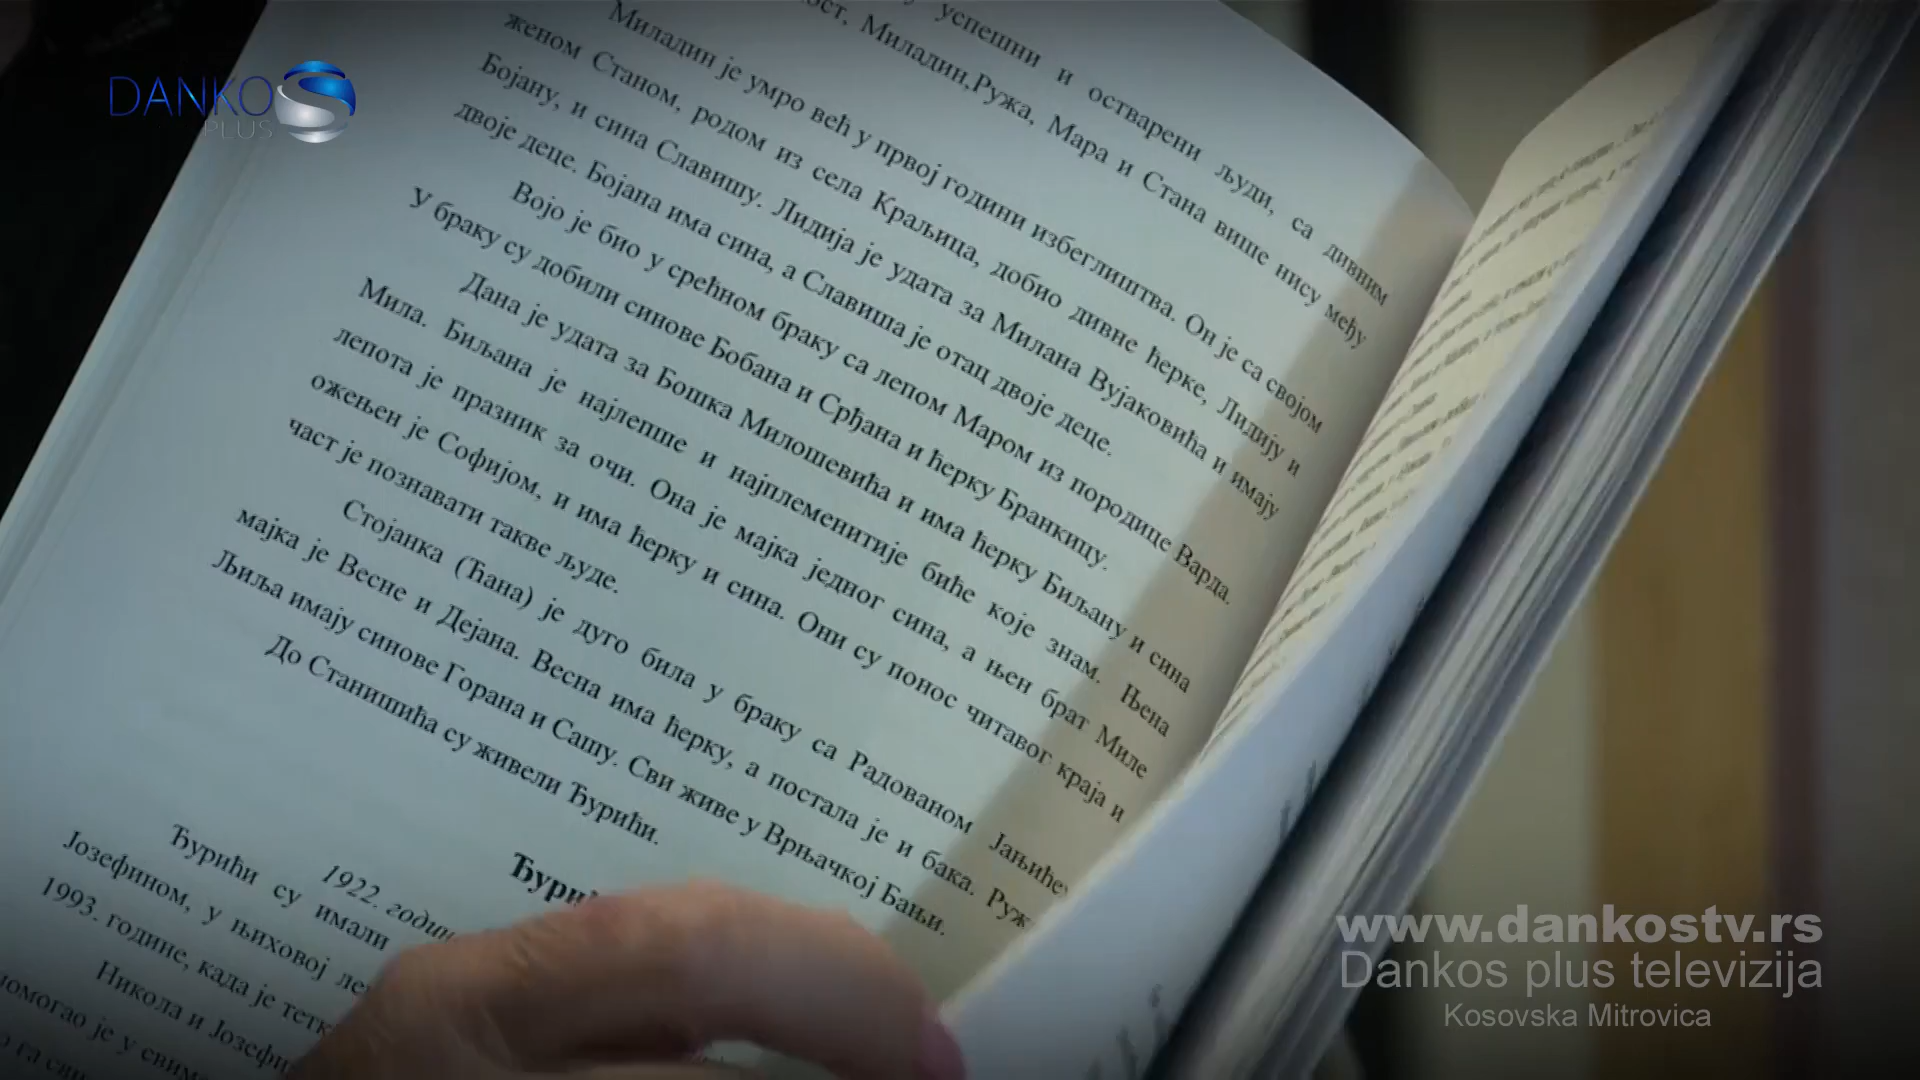 DANKOS
PLUS
успешни и остварени људи, са дивним
Миладин, Ружа, Мара и Стана више нису међу
Миладин је умро већ у првој години избеглиштва. Он је са својом
женом Станом, родом из села Краљица, добио дивне ћерке, Лидију и
Бојану, и сина Славишу. Лидија је удата за Милана Вујаковића и имају
двоје деце. Бојана има сина, а Славиша је отац двоје деце.
Војо је био у срећном браку са лепом Маром из породице Варда.
У браку су добили синове Бобана и Срђана и ћерку Бранкицу.
Дана је удата за Бошка Милошевића и има ћерку Биљану и сина
Мила. Биљана је најлепше и најплеменитије биће које знам. Њена
лепота је празник за очи. Она је мајка једног сина, а њен брат Миле
ожењен је Софијом, и има ћерку и сина. Они су понос читавог краја и
част је познавати такве људе.
Стојанка (Ћана) је дуго била у браку са Радованом
мајка је Весне и Дејана. Весна има ћерку, а постала је и бака.
Љиља имају синове Горана и Сашу. Сви живе у Врњачкој Бањи.
До Станишића су живели Ђурићи.
1922.
Ђурићи су имали
Јозефином, у њиховој
1993. године, када је
Никола и
помогао је у
www.dankostv.rs
Dankos plus televizija
Kosovska Mitrovica